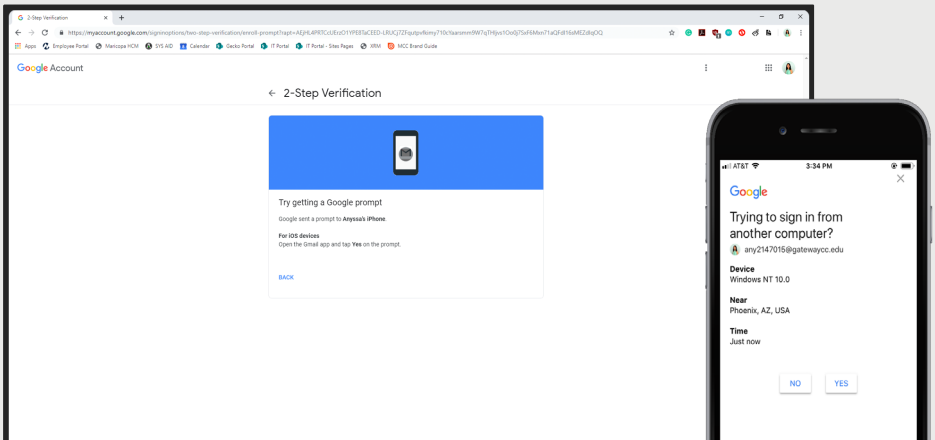 2-Step Verification
https://myaccount.google.com/signinoptions/two-step-verification/enroll-prompt?
Apps Employee Portal Maricopa HCM SYS AID Calendar Gecko Portal IT Portal IT Portal - Sites Pages XRM MCC Brand Guide
Google Account
2-Step Verification
Try getting a Google prompt
Google sent a prompt to Anyssa's iPhone.
For iOS devices
Open the Gmail app and tap Yes on the prompt.
BACK
AT&T 3:34 PM
Google
Trying to sign in from
another computer?
any2147015@gatewaycc.edu
Device
Windows NT 10.0
Near
Phoenix, AZ, USA
Time
Just now
NO YES